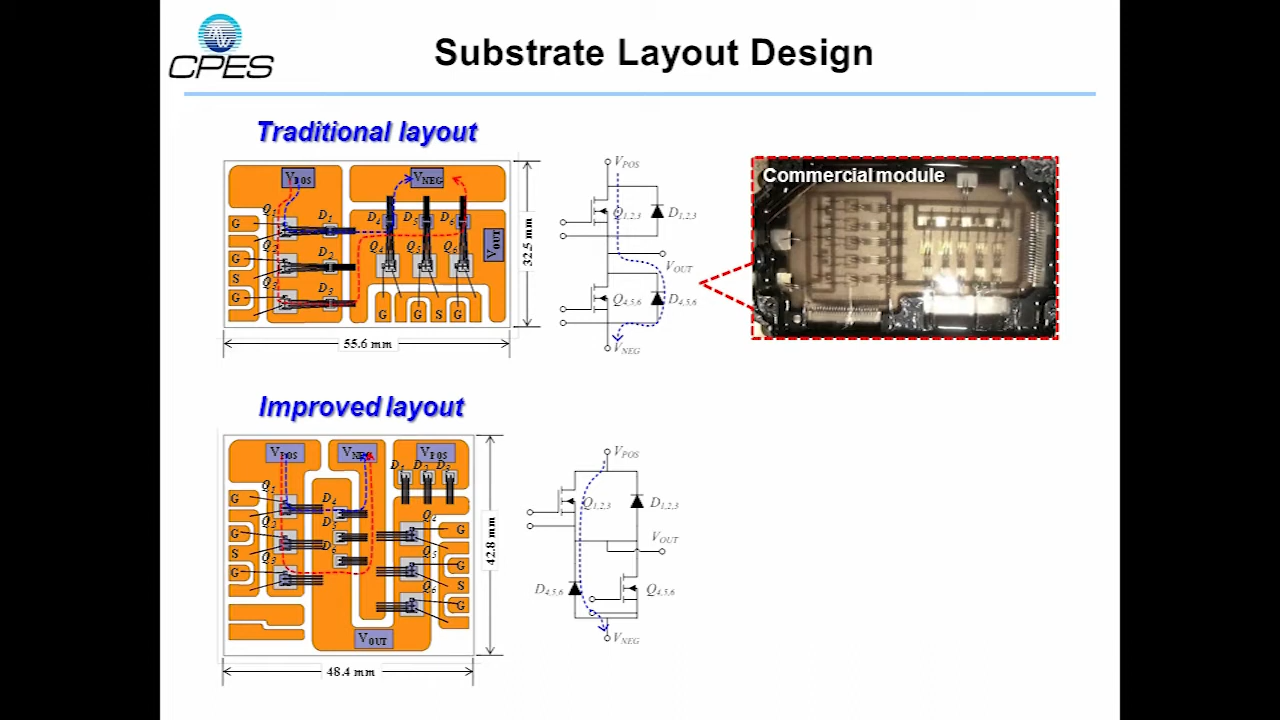 CPES
Substrate Layout Design
Traditional layout
VPOS
VNEG
Q1
D1
D4
D5
D6
G
Q2
D2
Q4
Q5
Q6
VOUT
G
S
Q3
D3
G
G
G
S
G
32.5 mm
55.6 mm
VPOS
Q1,2,3
D1,2,3
VOUT
Q4,5,6
D4,5,6
VNEG
Commercial module
Improved layout
VPOS
VNEG
VPOS
D1
D2
D3
Q1
D4
G
Q2
D5
Q4
G
G
S
D6
Q5
Q3
G
G
S
Q6
G
VOUT
42.8 mm
48.4 mm
VPOS
Q1,2,3
D1,2,3
VOUT
D4,5,6
Q4,5,6
VNEG